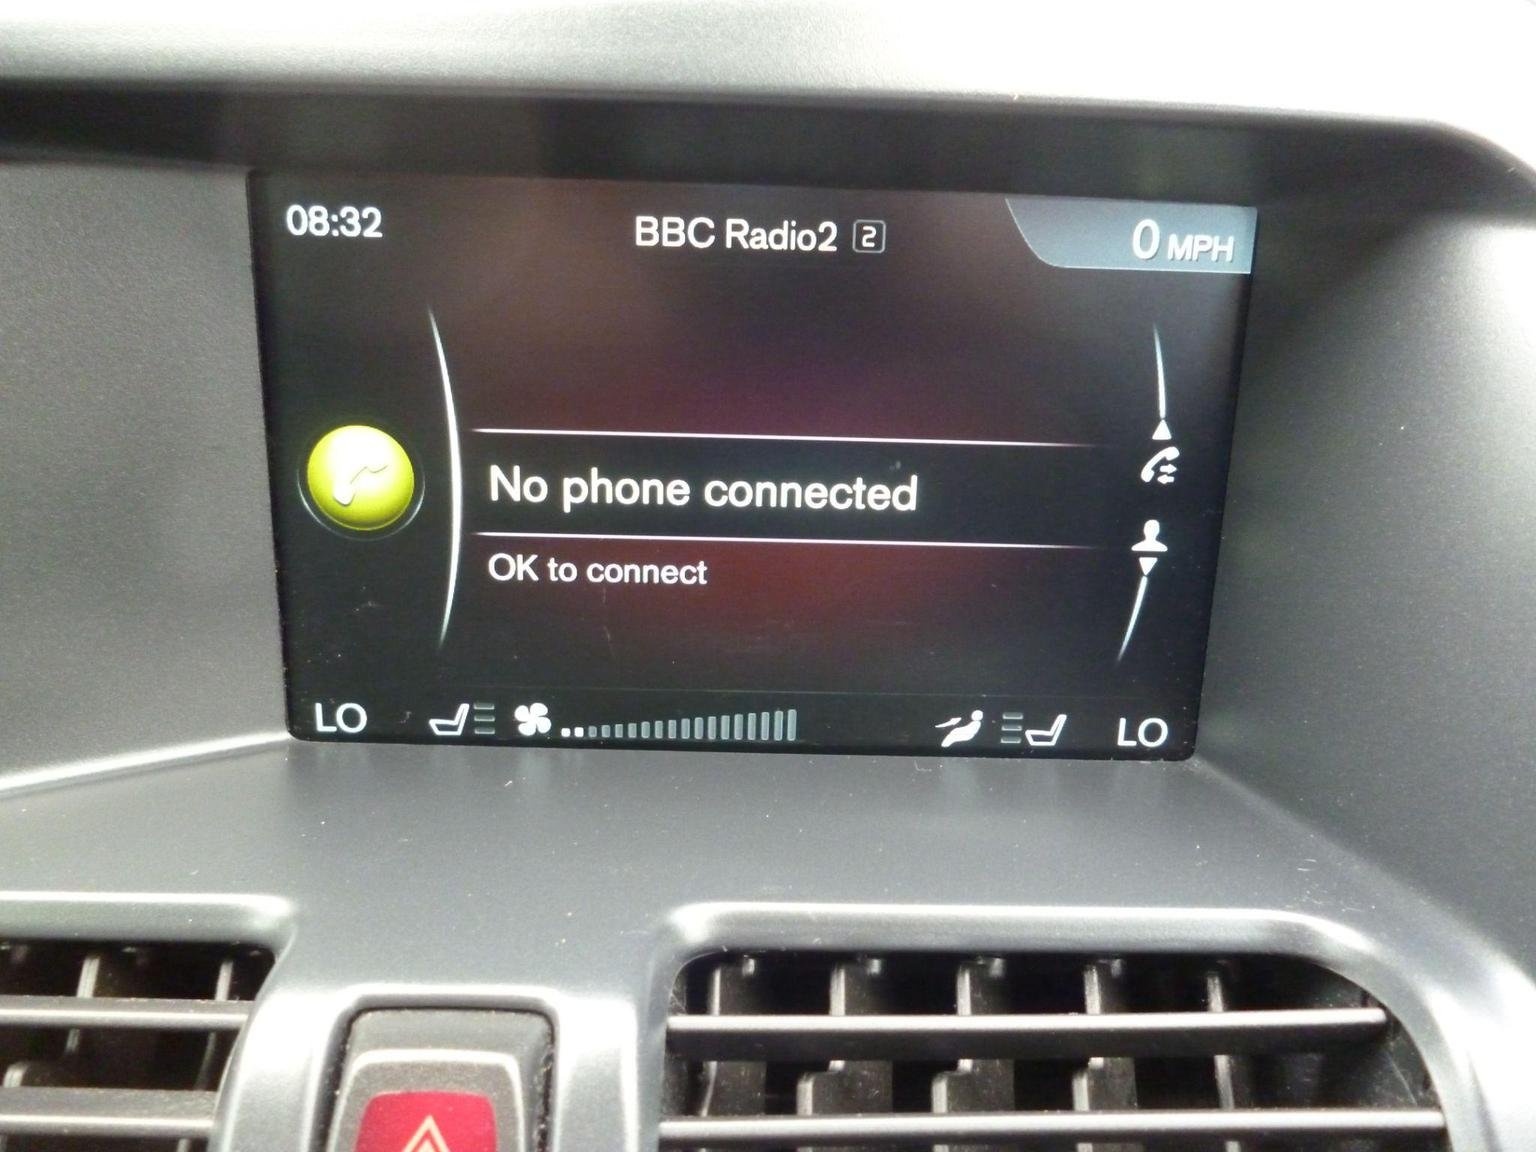 08:32 BBC Radio2 2 0 MPH
No phone connected
OK to connect
LO LO